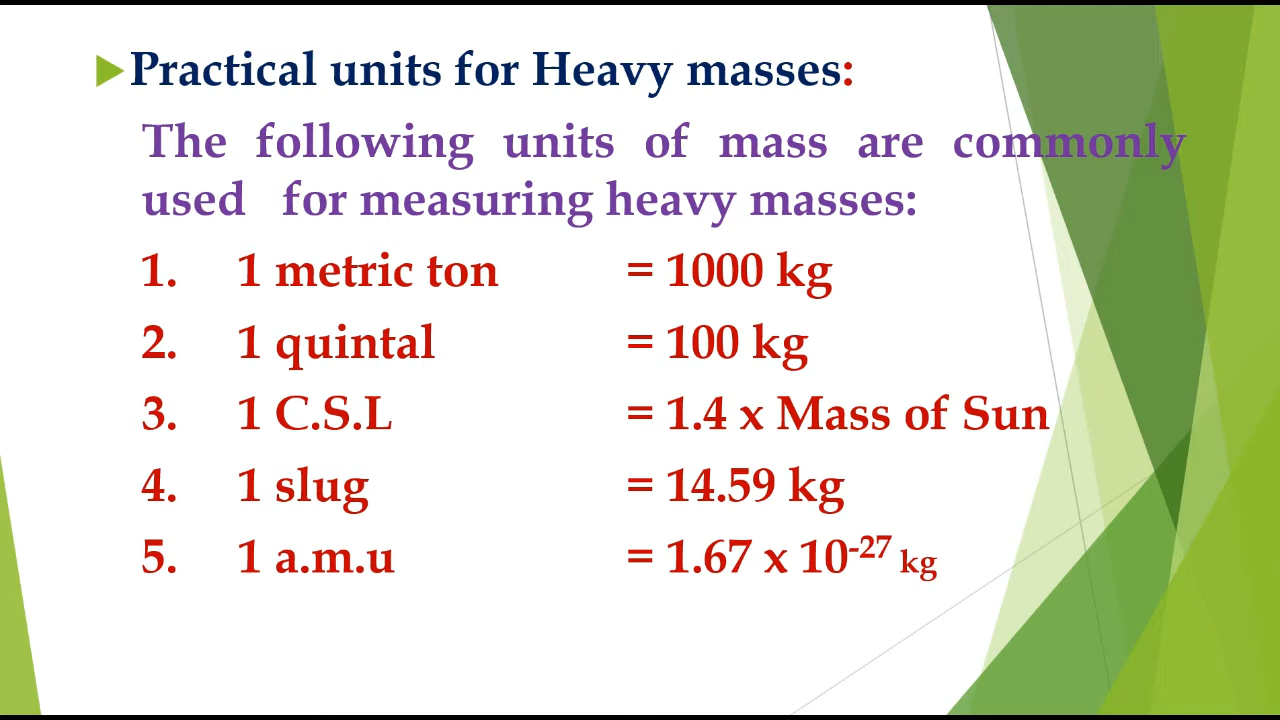 Practical units for Heavy masses:
The following units of mass are commonly
used for measuring heavy masses:
1. 1 metric ton = 1000 kg
2. 1 quintal = 100 kg
3. 1 C.S.L = 1.4 x Mass of Sun
4. 1 slug = 14.59 kg
5. 1 a.m.u = 1.67 x 10⁻²⁷ kg